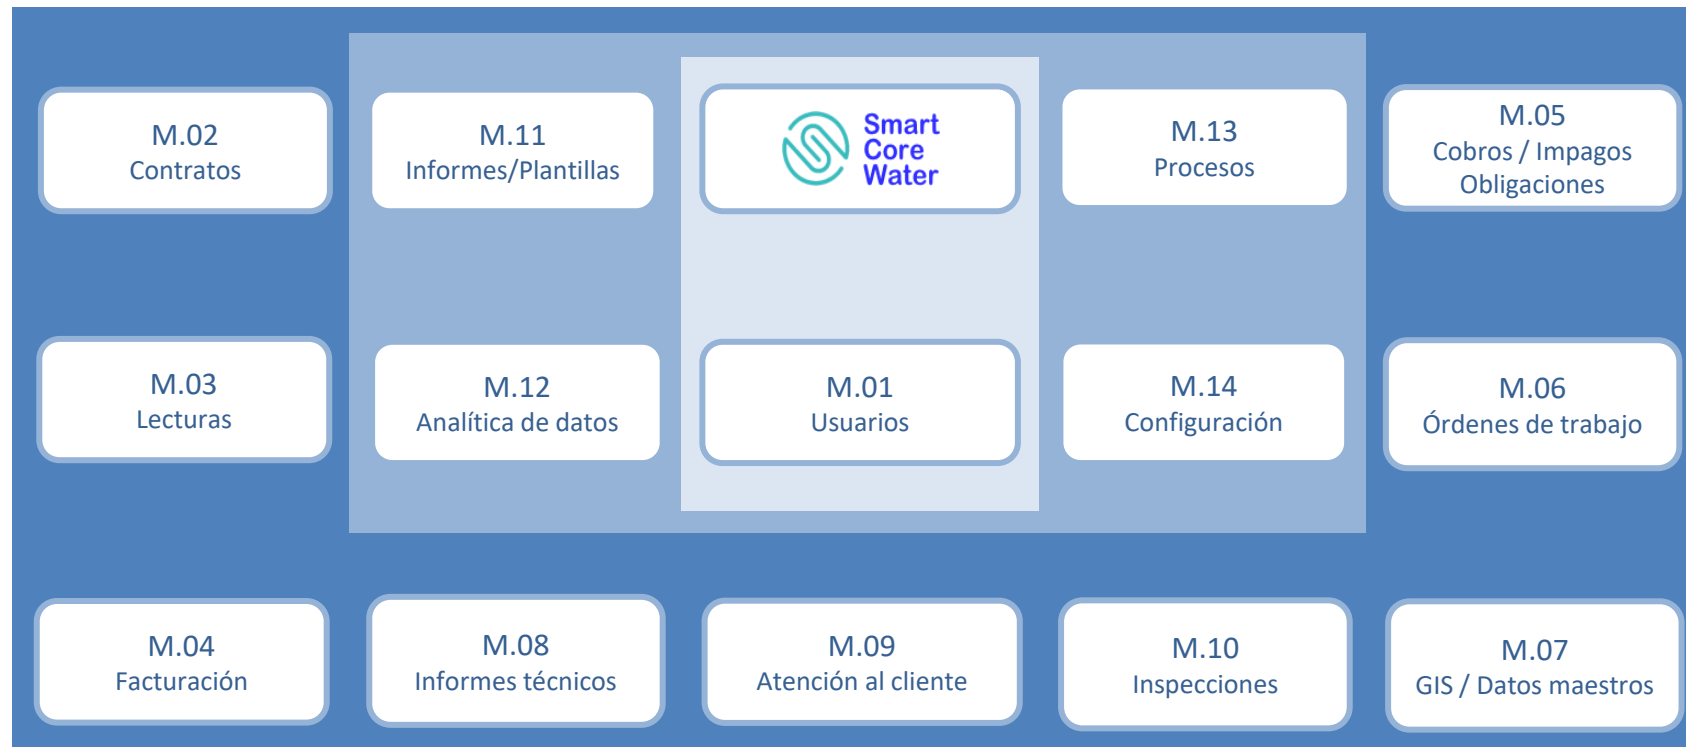 M.02
Contratos
M.11
Informes/Plantillas
Smart
Core
Water
M.13
Procesos
M.05
Cobros / Impagos
Obligaciones
M.03
Lecturas
M.12
Analítica de datos
M.01
Usuarios
M.14
Configuración
M.06
Órdenes de trabajo
M.04
Facturación
M.08
Informes técnicos
M.09
Atención al cliente
M.10
Inspecciones
M.07
GIS / Datos maestros